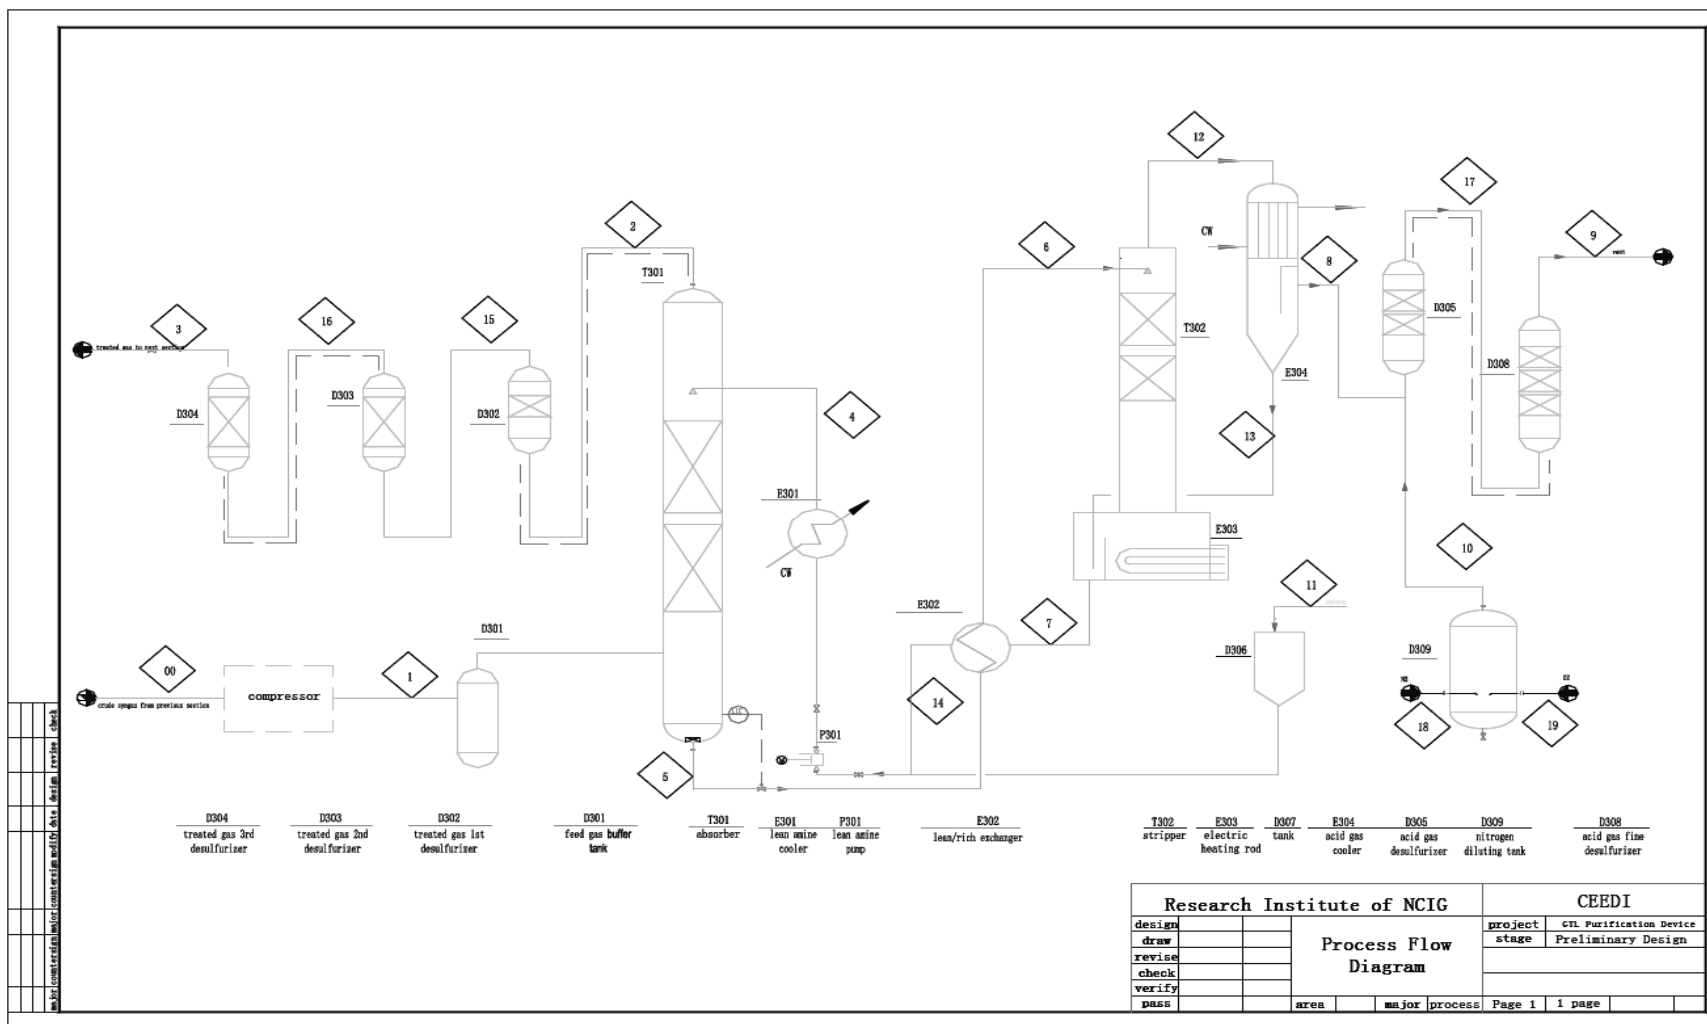 12
17
2
6
CW
9
vent
8
T301
D305
3
16
15
T302
treated gas to next section
D308
D303
E304
D304
D302
4
13
E301
E303
CW
10
11
E302
7
D301
D306
D309
00
1
compressor
N2
O2
crude syngas from previous section
14
18
19
P301
5
D304
treated gas 3rd
desulfurizer
D303
treated gas 2nd
desulfurizer
D302
treated gas 1st
desulfurizer
D301
feed gas buffer
tank
T301
absorber
E301
lean amine
cooler
P301
lean amine
pump
E302
lean/rich exchanger
T302
stripper
E303
electric
heating rod
D307
tank
E304
acid gas
cooler
D305
acid gas
desulfurizer
D309
nitrogen
diluting tank
D308
acid gas fine
desulfurizer
Research Institute of NCIG
CEEDI
design
draw
revise
check
verify
pass
Process Flow
Diagram
project
GTL Purification Device
stage
Preliminary Design
area
major
process
Page 1
1 page
check
revise
design
date
modify
major countersign
major countersign